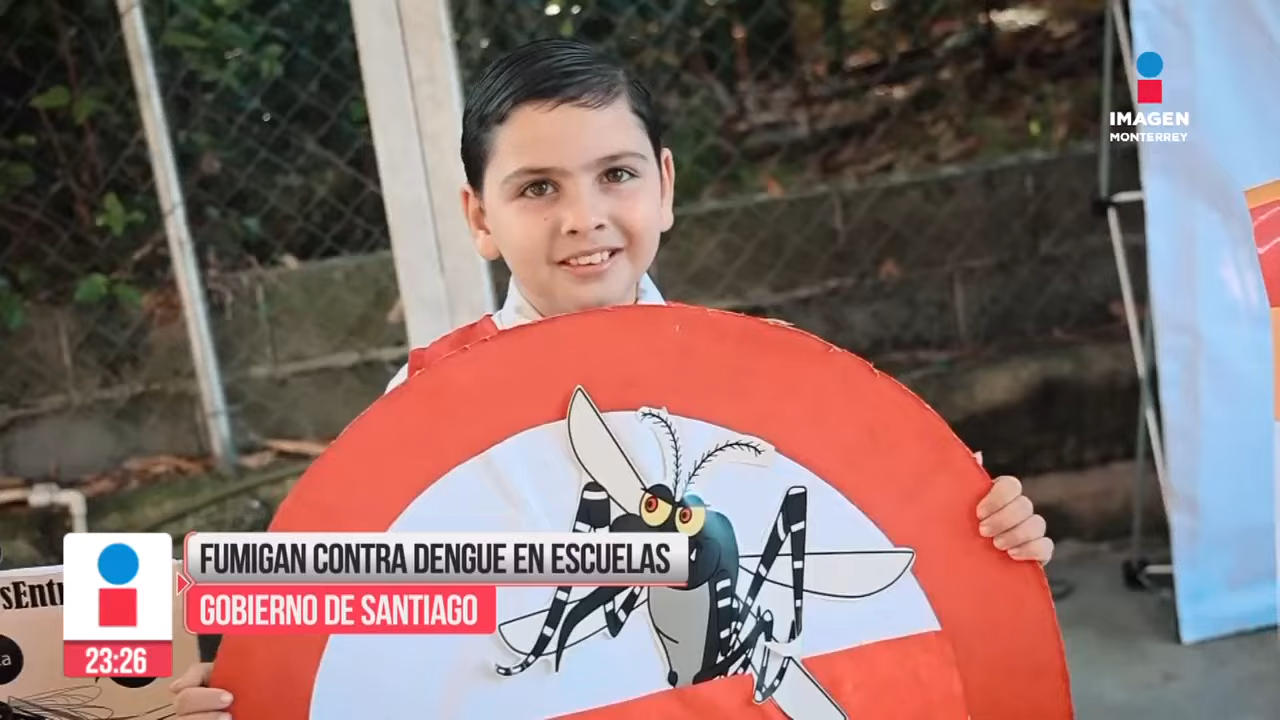 IMAGEN
MONTERREY
FUMIGAN CONTRA DENGUE EN ESCUELAS
GOBIERNO DE SANTIAGO
23:26